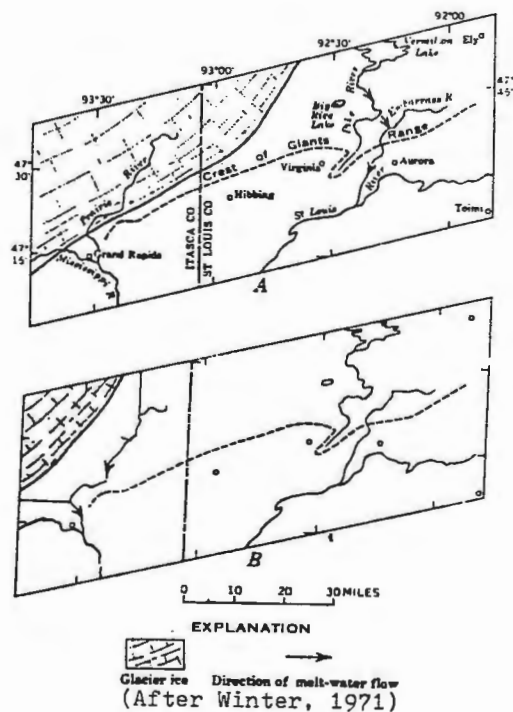 92°00'
Vermilion
Lake
Ely
92°30'
River
47°
45'
93°00'
Big
Rice
Lake
Pike
Embarrass R
93°30'
Giants
Range
Virginia
Aurora
47°
30'
Prairie River
Crest of
Hibbing
River
St Louis
Toimi
ITASCA CO
ST LOUIS CO
47°
15'
Grand Rapids
Mississippi R
A
B
0 10 20 30 MILES
EXPLANATION
Glacier ice Direction of melt-water flow
(After Winter, 1971)